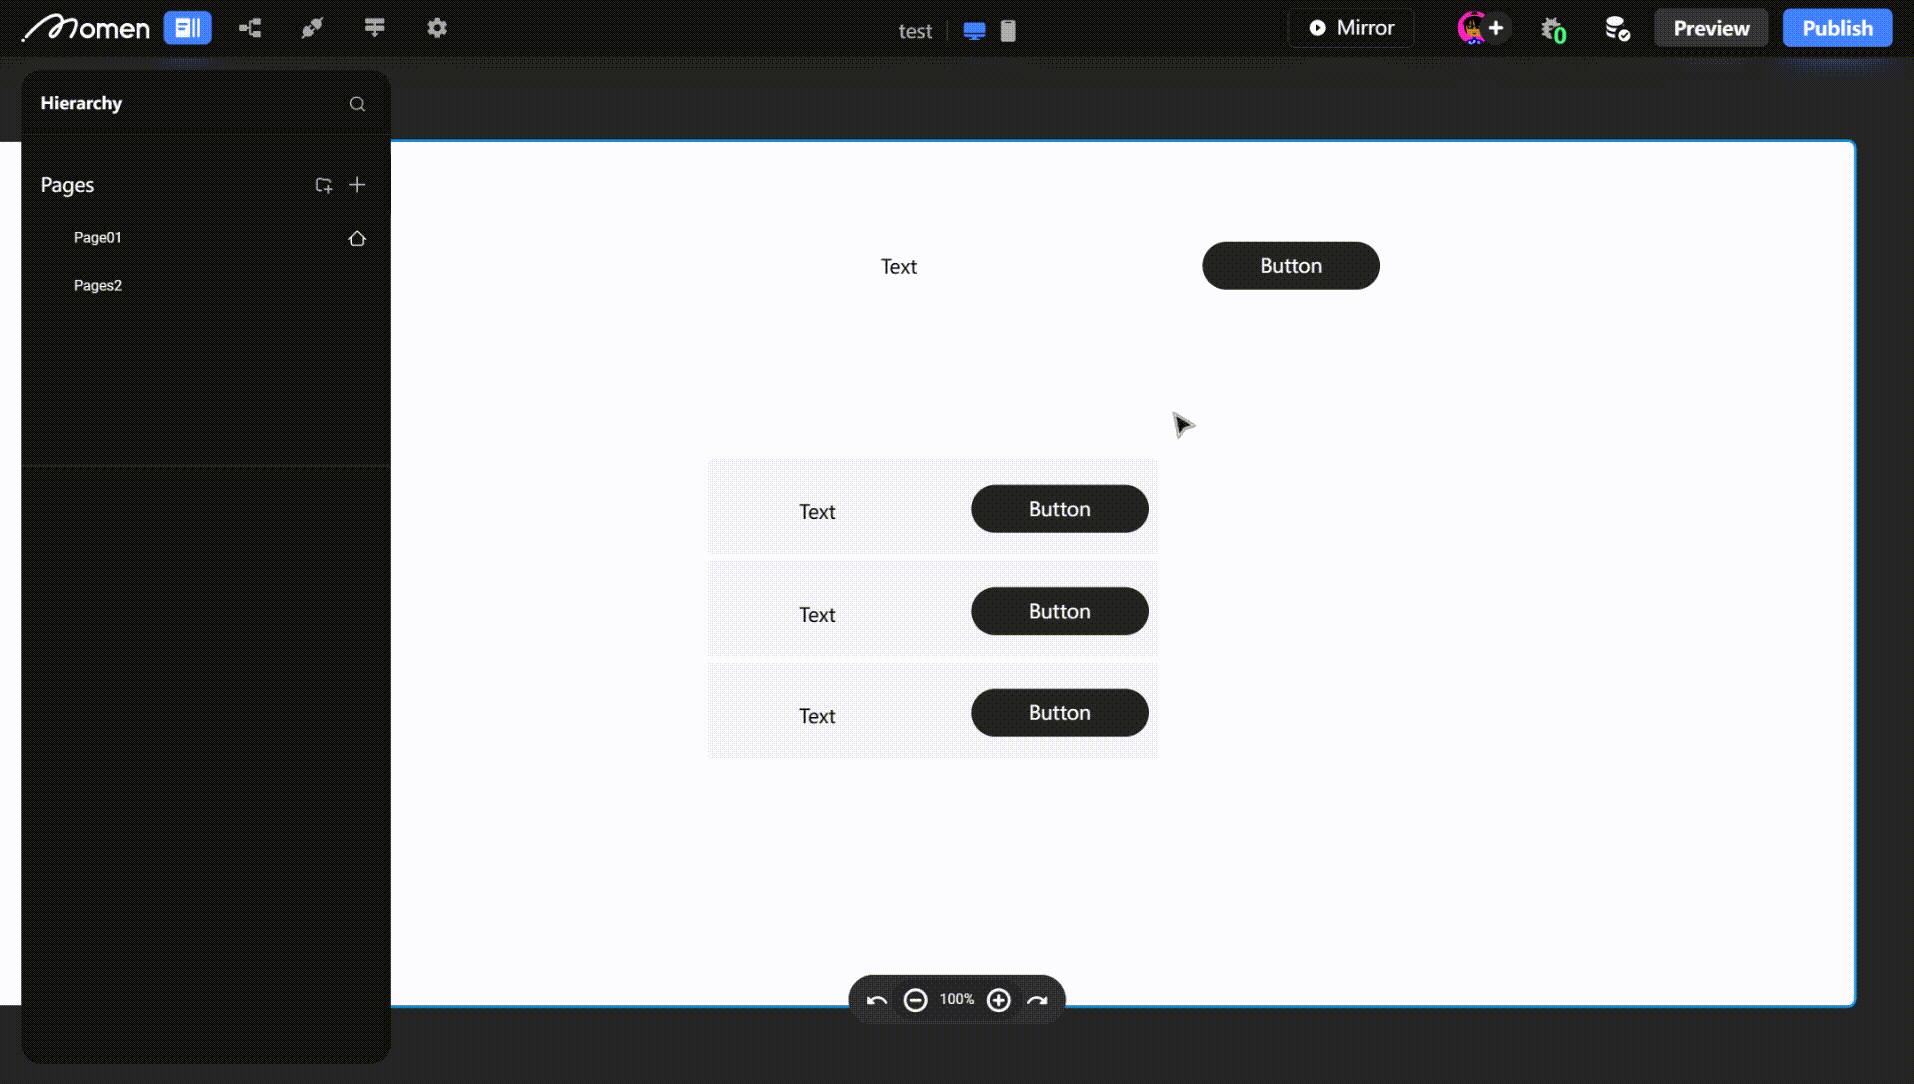 Momen
test
Mirror
0
Preview
Publish
Hierarchy
Pages
Page01
Pages2
Text
Button
Text
Button
Text
Button
Text
Button
100%